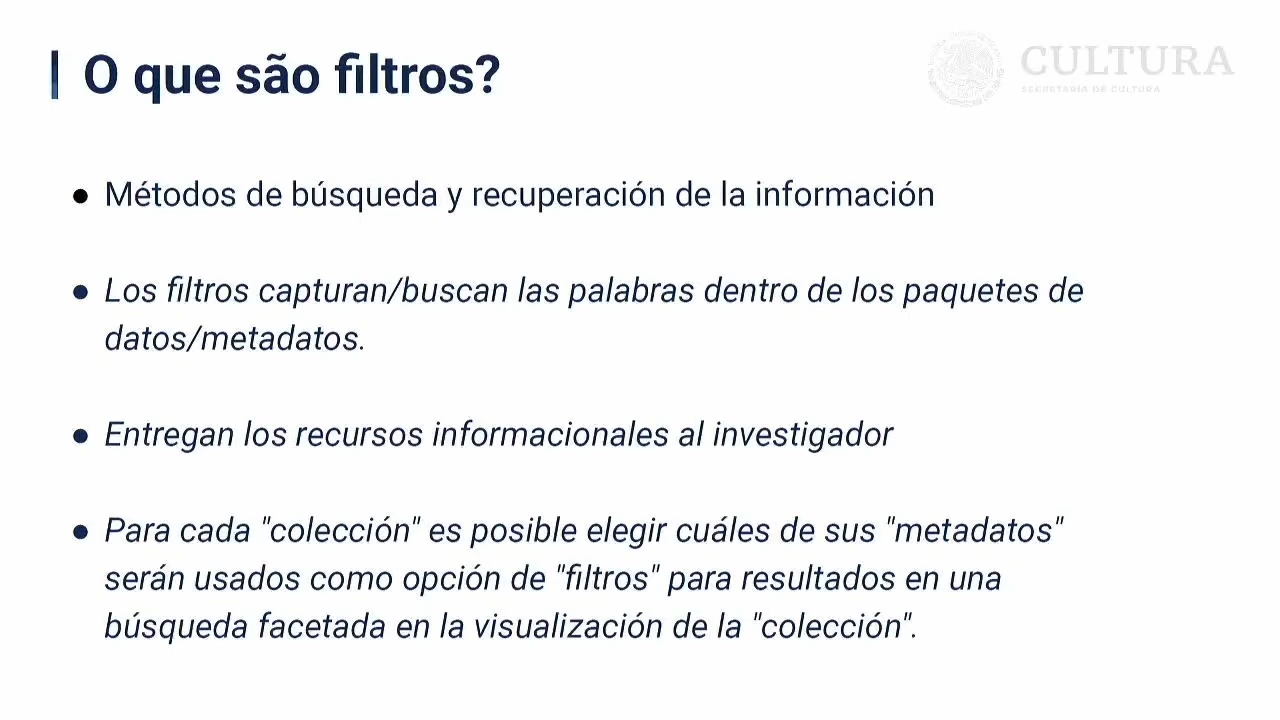 O que são filtros?
CULTURA
SECRETARÍA DE CULTURA
● Métodos de búsqueda y recuperación de la información
● Los filtros capturan/buscan las palabras dentro de los paquetes de
datos/metadatos.
● Entregan los recursos informacionales al investigador
● Para cada "colección" es posible elegir cuáles de sus "metadatos"
serán usados como opción de "filtros" para resultados en una
búsqueda facetada en la visualización de la "colección".